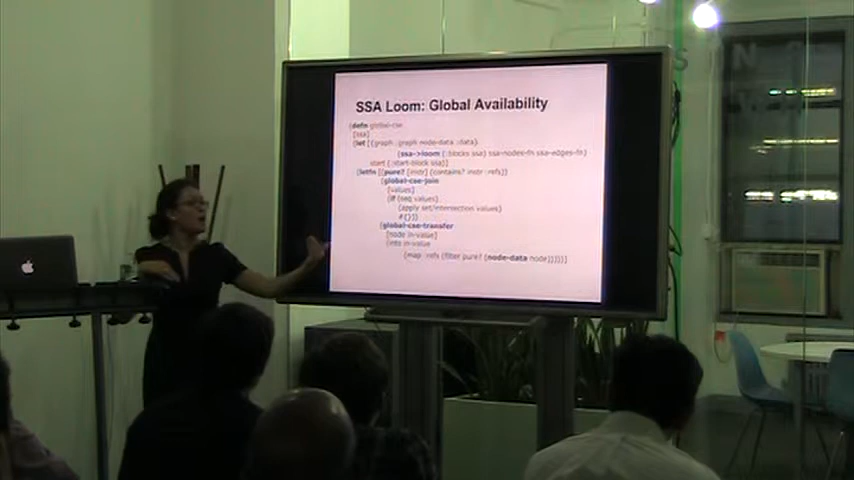 SSA Loom: Global Availability
(defn global-cse
[ssa]
(let [{graph :graph node-data :data}
(ssa->loom (:blocks ssa) ssa-nodes-fn ssa-edges-fn)
start (:start-block ssa)]
(letfn [(pure? [instr] (contains? instr :refs))
(global-cse-join
[values]
(if (seq values)
(apply set/intersection values)
#{}))
(global-cse-transfer
[node in-value]
(into in-value
(map :refs (filter pure? (node-data node)))))]